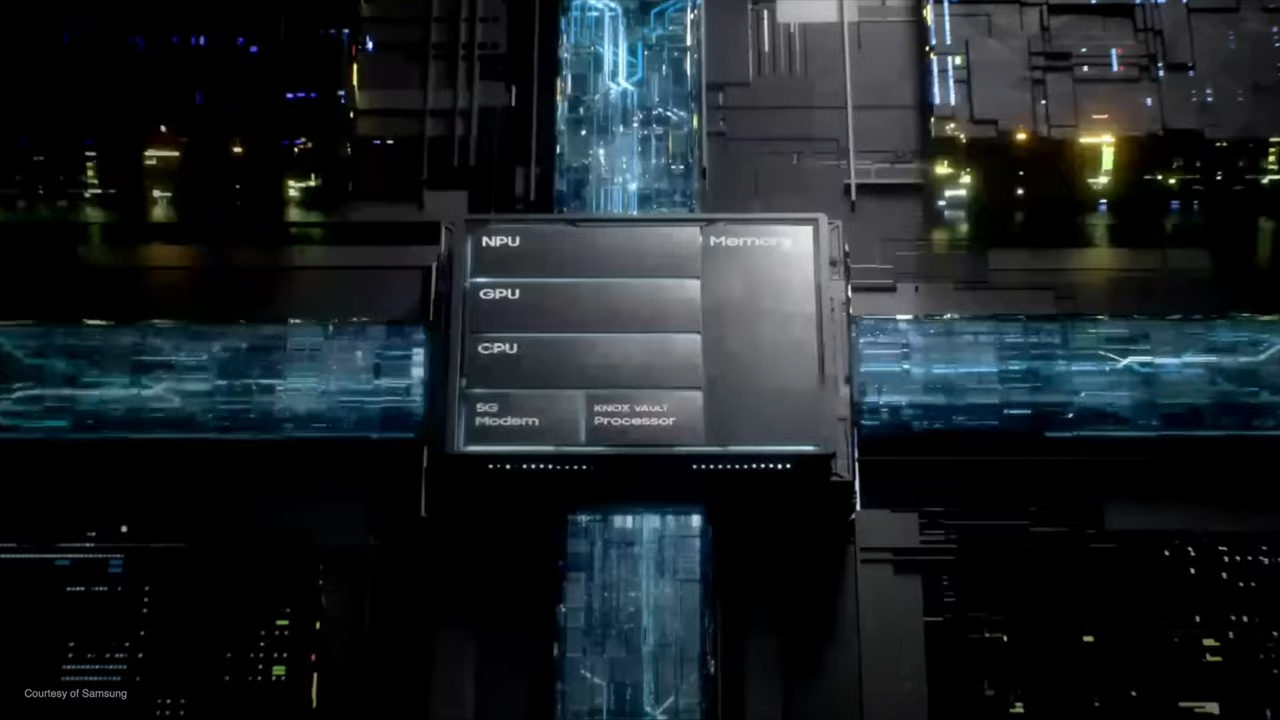 NPU
Memory
GPU
CPU
5G
Modem
KNOX VAULT
Processor
Courtesy of Samsung